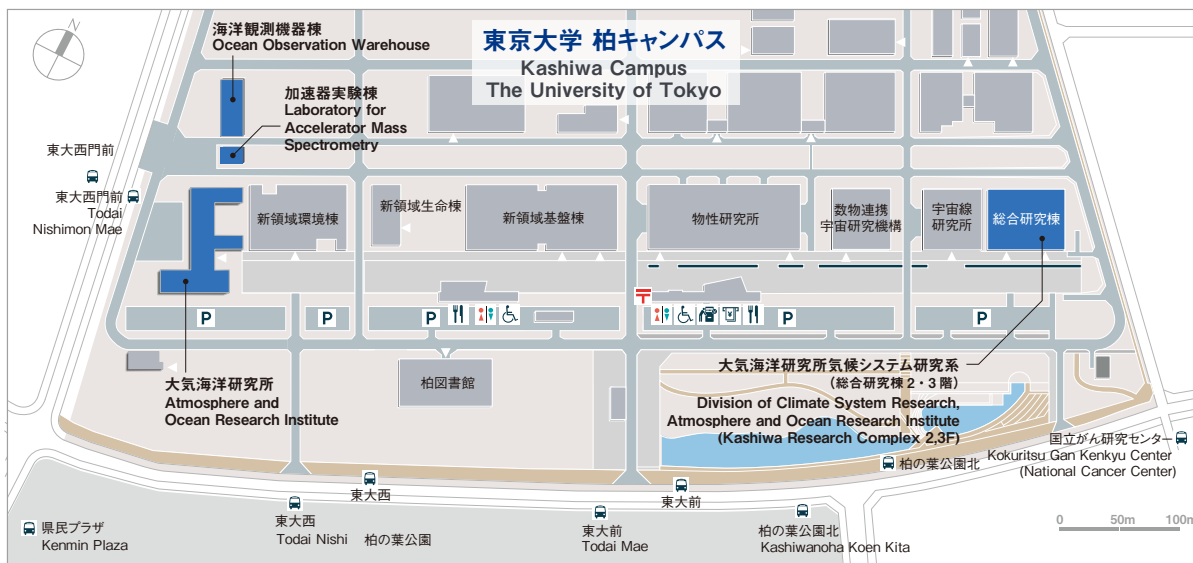 N
海洋観測機器棟
Ocean Observation Warehouse
東京大学 柏キャンパス
Kashiwa Campus
The University of Tokyo
加速器実験棟
Laboratory for
Accelerator Mass
Spectrometry
東大西門前
東大西門前
Todai
Nishimon Mae
新領域環境棟
新領域生命棟
新領域基盤棟
物性研究所
数物連携
宇宙研究機構
宇宙線
研究所
総合研究棟
〒
P
P
P
P
P
大気海洋研究所
Atmosphere and
Ocean Research Institute
柏図書館
大気海洋研究所気候システム研究系
（総合研究棟 2・3 階）
Division of Climate System Research,
Atmosphere and Ocean Research Institute
(Kashiwa Research Complex 2,3F)
国立がん研究センター
Kokuritsu Gan Kenkyu Center
(National Cancer Center)
柏の葉公園北
東大西
東大前
県民プラザ
Kenmin Plaza
東大西
Todai Nishi
柏の葉公園
東大前
Todai Mae
柏の葉公園北
Kashiwanoha Koen Kita
0 50m 100m